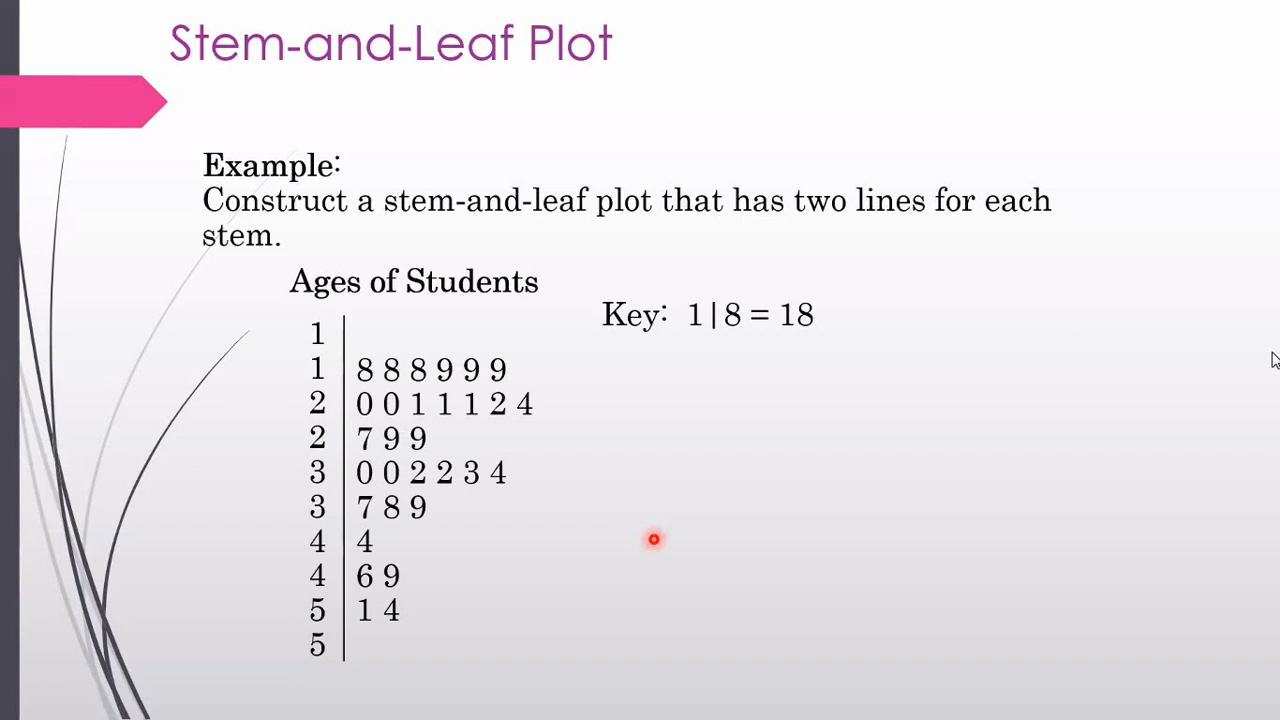 Stem-and-Leaf Plot
Example:
Construct a stem-and-leaf plot that has two lines for each
stem.
Ages of Students
Key: 1|8 = 18
1
1 8 8 8 9 9 9
2 0 0 1 1 1 2 4
2 7 9 9
3 0 0 2 2 3 4
3 7 8 9
4 4
4 6 9
5 1 4
5